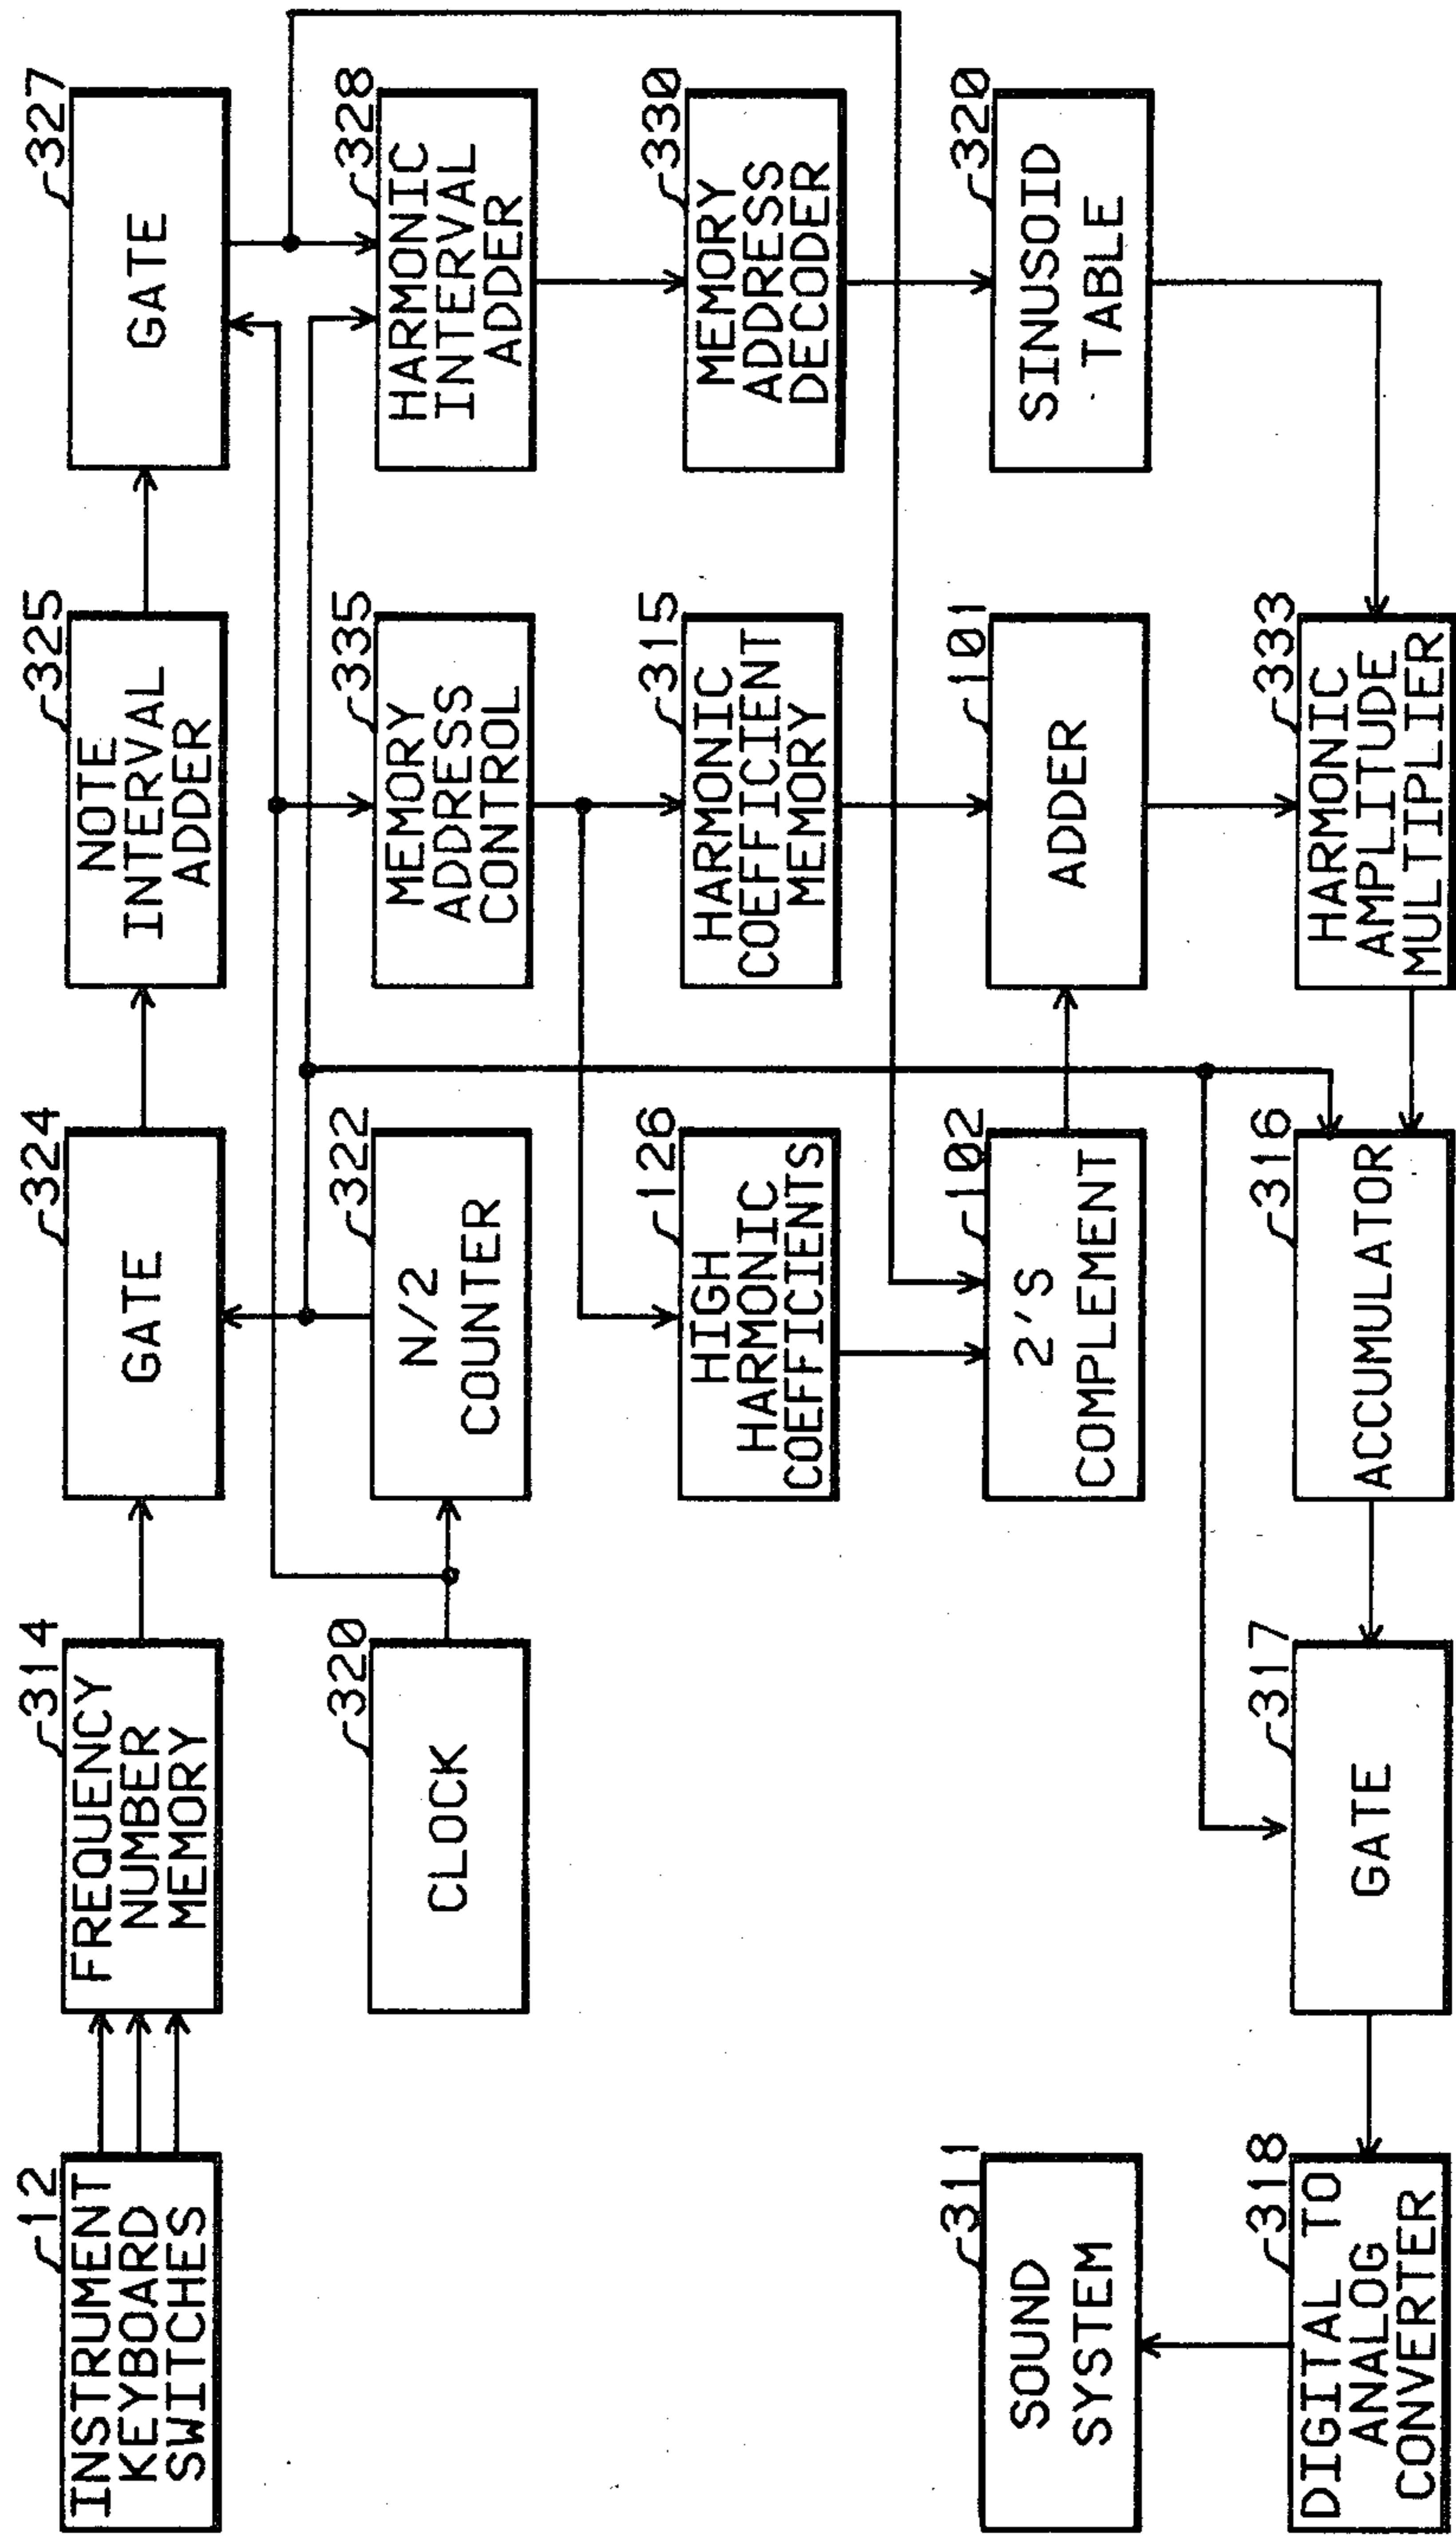 12
INSTRUMENT
KEYBOARD
SWITCHES
314
FREQUENCY
NUMBER
MEMORY
324
GATE
325
NOTE
INTERVAL
ADDER
327
GATE
320
CLOCK
322
N/2
COUNTER
335
MEMORY
ADDRESS
CONTROL
328
HARMONIC
INTERVAL
ADDER
126
HIGH
HARMONIC
COEFFICIENTS
315
HARMONIC
COEFFICIENT
MEMORY
330
MEMORY
ADDRESS
DECODER
311
SOUND
SYSTEM
102
2'S
COMPLEMENT
101
ADDER
320
SINUSOID
TABLE
318
DIGITAL TO
ANALOG
CONVERTER
317
GATE
316
ACCUMULATOR
333
HARMONIC
AMPLITUDE
MULTIPLIER